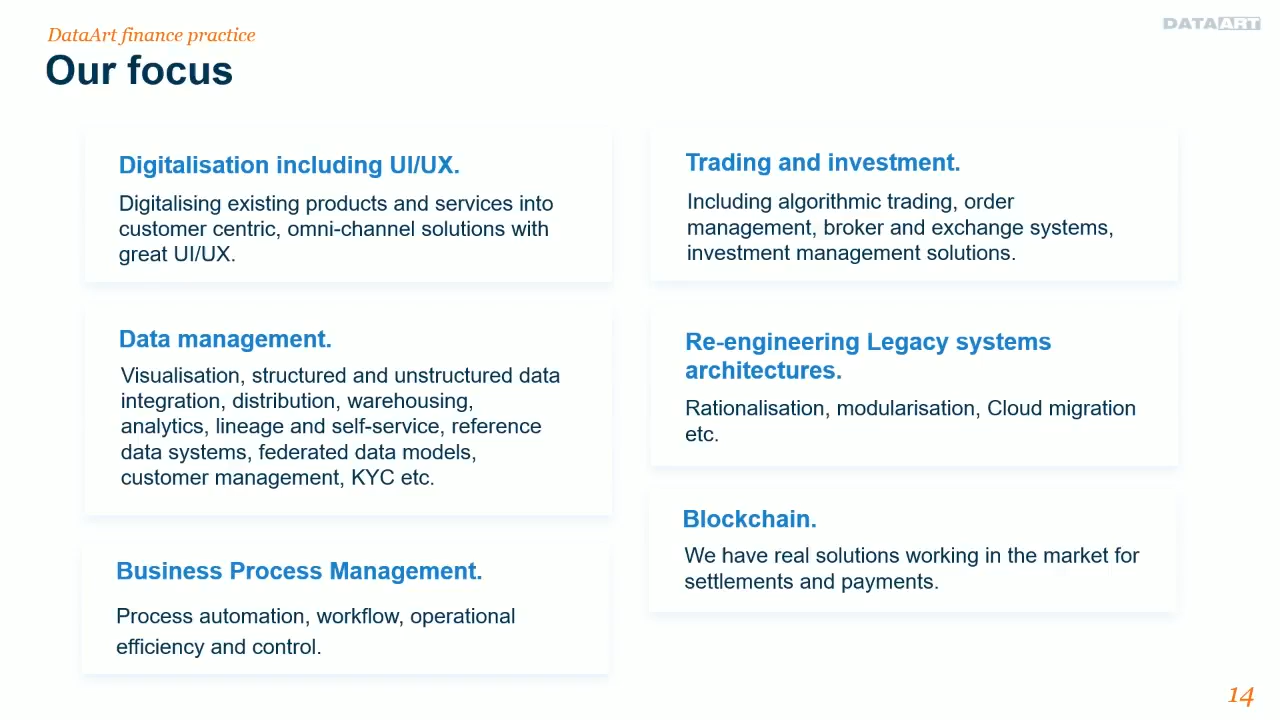 DataArt finance practice
DATAART
Our focus
Digitalisation including UI/UX.
Digitalising existing products and services into
customer centric, omni-channel solutions with
great UI/UX.
Data management.
Visualisation, structured and unstructured data
integration, distribution, warehousing,
analytics, lineage and self-service, reference
data systems, federated data models,
customer management, KYC etc.
Business Process Management.
Process automation, workflow, operational
efficiency and control.
Trading and investment.
Including algorithmic trading, order
management, broker and exchange systems,
investment management solutions.
Re-engineering Legacy systems
architectures.
Rationalisation, modularisation, Cloud migration
etc.
Blockchain.
We have real solutions working in the market for
settlements and payments.
14